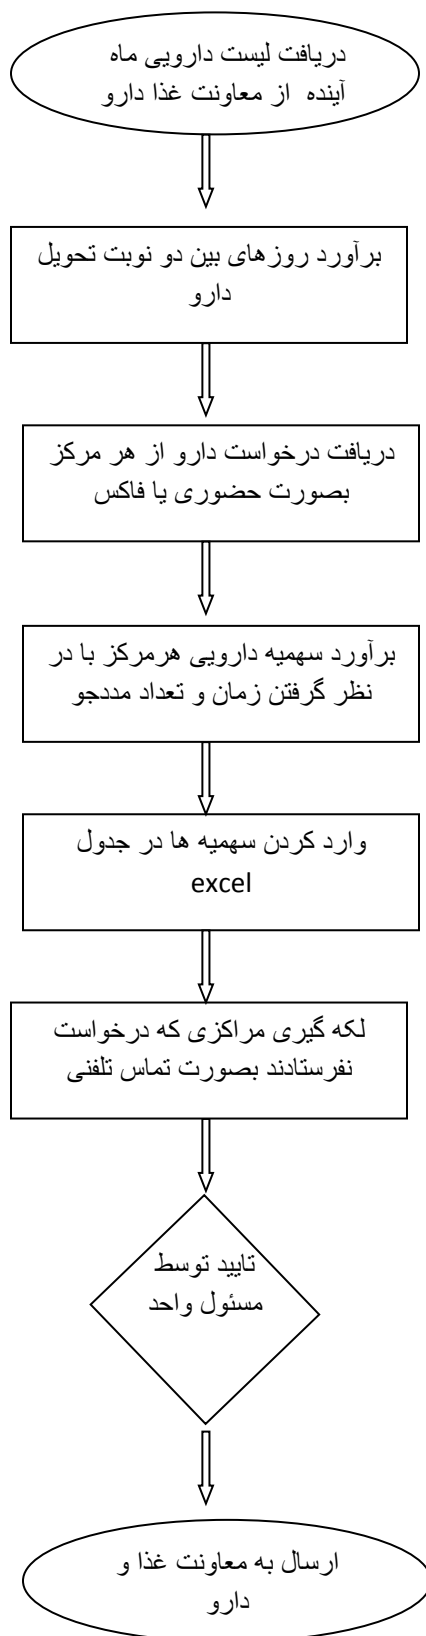 دریافت لیست دارویی ماه
آینده از معاونت غذا دارو
برآورد روزهای بین دو نوبت تحویل
دارو
دریافت درخواست دارو از هر مرکز
بصورت حضوری یا فاکس
برآورد سهمیه دارویی هرمرکز با در
نظر گرفتن زمان و تعداد مددجو
وارد کردن سهمیه ها در جدول
excel
لکه گیری مراکزی که درخواست
نفرستادند بصورت تماس تلفنی
تایید توسط
مسئول واحد
ارسال به معاونت غذا و
دارو